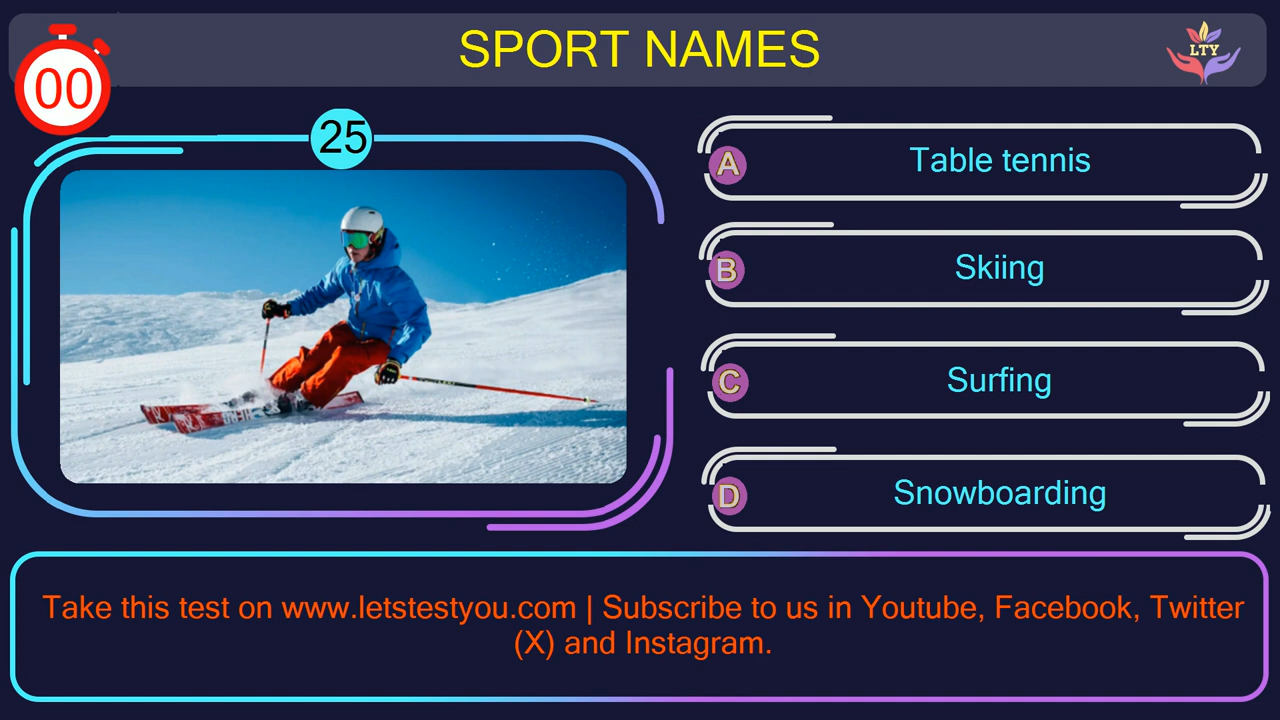 SPORT NAMES
LTY
00
25
A
Table tennis
B
Skiing
C
Surfing
D
Snowboarding
Take this test on www.letstestyou.com | Subscribe to us in Youtube, Facebook, Twitter
(X) and Instagram.